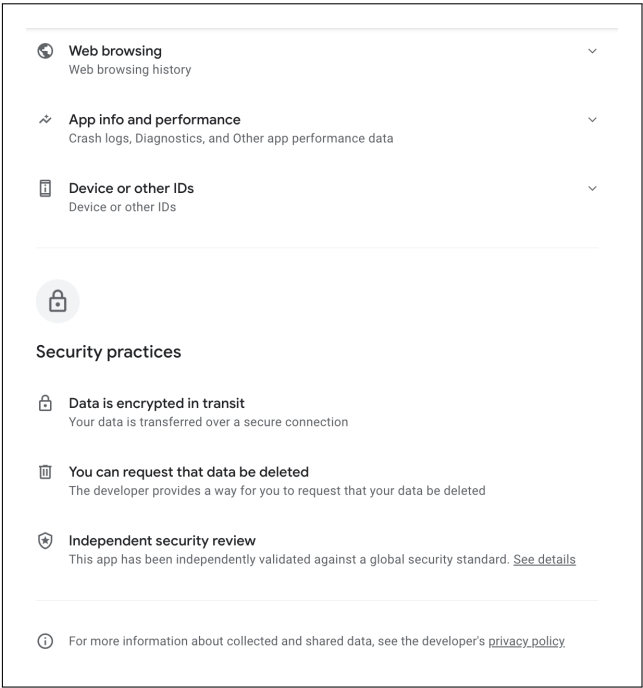 Web browsing
Web browsing history
App info and performance
Crash logs, Diagnostics, and Other app performance data
Device or other IDs
Device or other IDs
Security practices
Data is encrypted in transit
Your data is transferred over a secure connection
You can request that data be deleted
The developer provides a way for you to request that your data be deleted
Independent security review
This app has been independently validated against a global security standard. See details
For more information about collected and shared data, see the developer's privacy policy